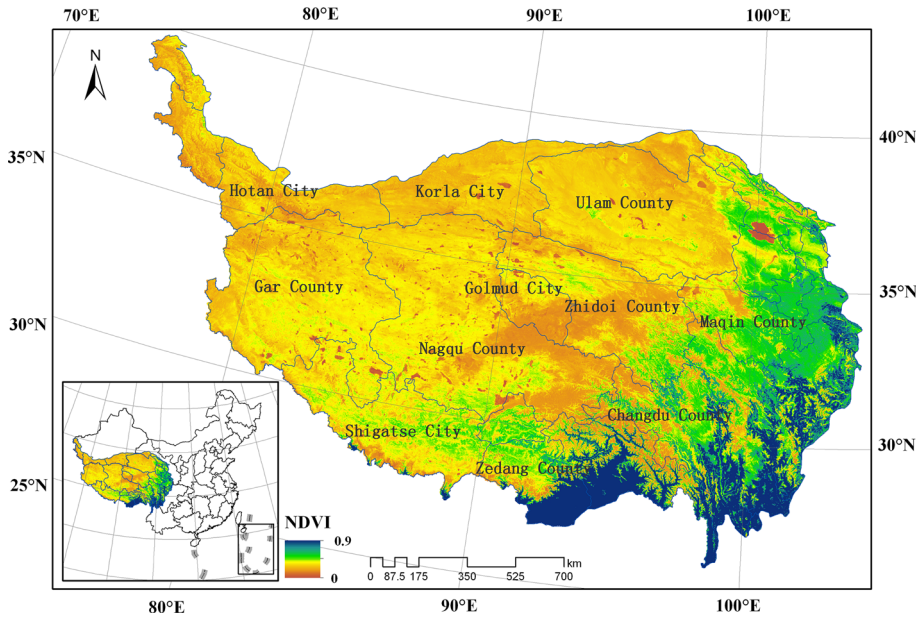 70°E 80°E 90°E 100°E
N
40°N
35°N
Hotan City
Korla City
Ulam County
Gar County
Golmud City
35°N
Zhidoi County
30°N
Maqin County
Nagqu County
Changdu County
Shigatse City
30°N
Zedang County
25°N
NDVI
0.9
0
km
0 87.5 175 350 525 700
80°E 90°E 100°E